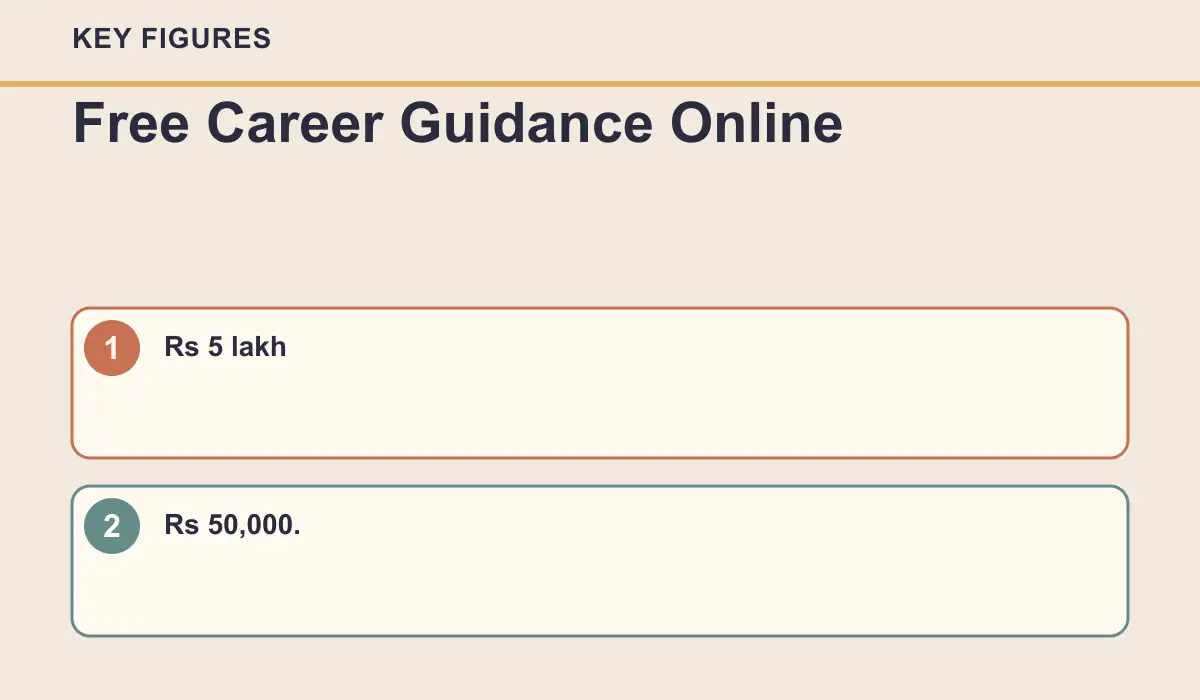 KEY FIGURES
Free Career Guidance Online
1
Rs 5 lakh
2
Rs 50,000.